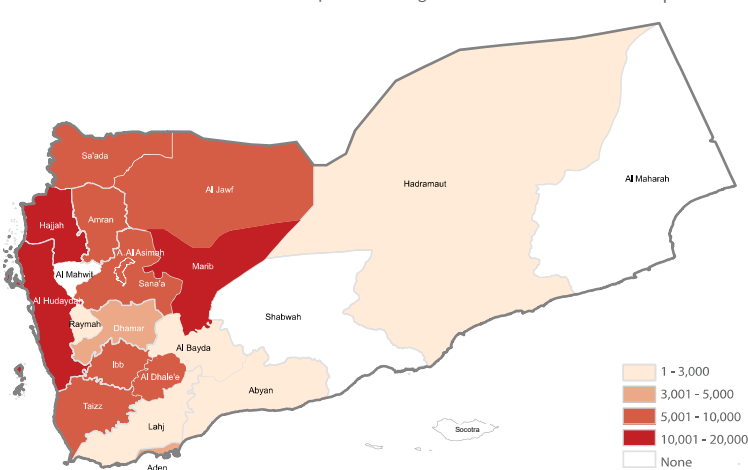 Sa'ada
Al Jawf
Hadramaut
Al Maharah
Hajjah
Amran
A. Al Asimah
Marib
Al Mahwit
Sana'a
Al Hudaydah
Shabwah
Raymah
Dhamar
Al Bayda
Ibb
Al Dhale'e
Abyan
Taizz
Lahj
Aden
Socotra
1 - 3,000
3,001 - 5,000
5,001 - 10,000
10,001 - 20,000
None